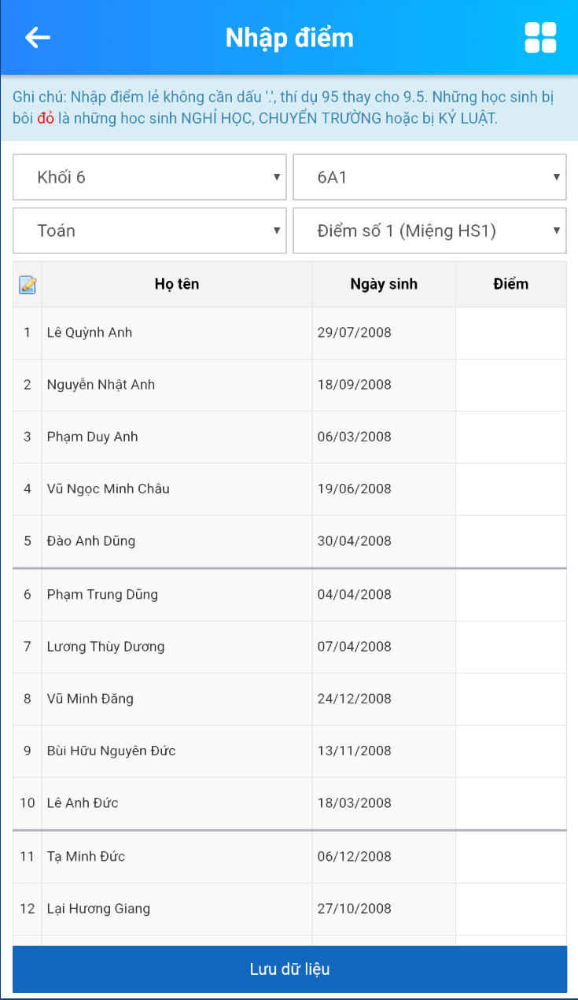 Nhập điểm
Ghi chú: Nhập điểm lẻ không cần dấu '.', thí dụ 95 thay cho 9.5. Những học sinh bị
bôi đỏ là những hoc sinh NGHỈ HỌC, CHUYỂN TRƯỜNG hoặc bị KỶ LUẬT.
Khối 6 6A1
Toán Điểm số 1 (Miệng HS1)
Họ tên Ngày sinh Điểm
1 Lê Quỳnh Anh 29/07/2008
2 Nguyễn Nhật Anh 18/09/2008
3 Phạm Duy Anh 06/03/2008
4 Vũ Ngọc Minh Châu 19/06/2008
5 Đào Anh Dũng 30/04/2008
6 Phạm Trung Dũng 04/04/2008
7 Lương Thùy Dương 07/04/2008
8 Vũ Minh Đăng 24/12/2008
9 Bùi Hữu Nguyên Đức 13/11/2008
10 Lê Anh Đức 18/03/2008
11 Tạ Minh Đức 06/12/2008
12 Lại Hương Giang 27/10/2008
Lưu dữ liệu